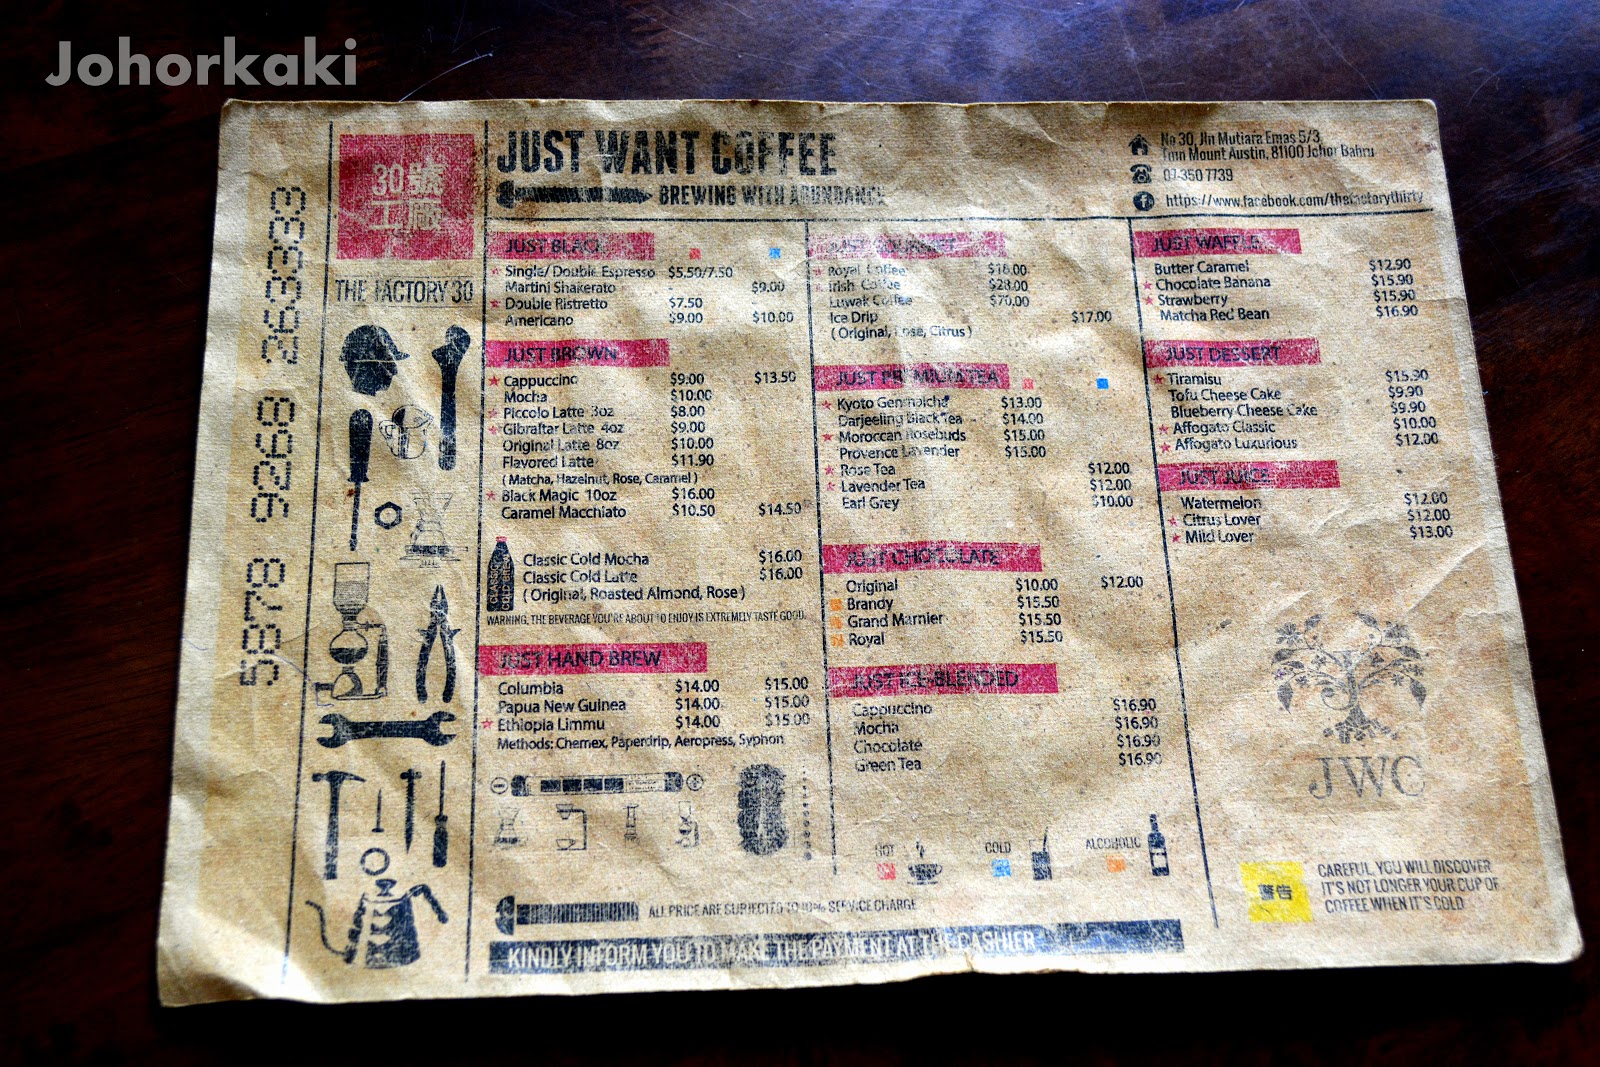 Johorkaki
5878 9268 263333
30號
工廠
THE FACTORY 30
JUST WANT COFFEE
BREWING WITH ABUNDANCE
No 30, Jln Mutiara Emas 5/3,
Tmn Mount Austin, 81100 Johor Bahru
07-350 7739
https://www.facebook.com/thefactorythirty
JUST BLACK
Single/ Double Espresso $5.50/7.50
Martini Shakerato - $9.00
Double Ristretto $7.50
Americano $9.00 $10.00
JUST BROWN
Cappuccino $9.00 $13.50
Mocha $10.00
Piccolo Latte 3oz $8.00
Gibraltar Latte 4oz $9.00
Original Latte 8oz $10.00
Flavored Latte $11.90
( Matcha, Hazelnut, Rose, Caramel )
Black Magic 10oz $16.00
Caramel Macchiato $10.50 $14.50
CLASSIC COLD BREW
Classic Cold Mocha $16.00
Classic Cold Latte $16.00
( Original, Roasted Almond, Rose )
WARNING, THE BEVERAGE YOU'RE ABOUT TO ENJOY IS EXTREMELY TASTE GOOD.
JUST HAND BREW
Columbia $14.00 $15.00
Papua New Guinea $14.00 $15.00
Ethiopia Limmu $14.00 $15.00
Methods: Chemex, Paperdrip, Aeropress, Syphon
JUST GOURMET
Royal Coffee $16.00
Irish Coffee $28.00
Luwak Coffee $70.00
Ice Drip $17.00
( Original, Rose, Citrus )
JUST PREMIUM TEA
Kyoto Genmaicha $13.00
Darjeeling Black Tea $14.00
Moroccan Rosebuds $15.00
Provence Lavender $15.00
Rose Tea $12.00
Lavender Tea $12.00
Earl Grey $10.00
JUST CHOCOLATE
Original $10.00 $12.00
Brandy $15.50
Grand Marnier $15.50
Royal $15.50
JUST ICE-BLENDED
Cappuccino $16.90
Mocha $16.90
Chocolate $16.90
Green Tea $16.90
HOT
COLD
ALCOHOLIC
JUST WAFFLE
Butter Caramel $12.90
Chocolate Banana $15.90
Strawberry $15.90
Matcha Red Bean $16.90
JUST DESSERT
Tiramisu $15.90
Tofu Cheese Cake $9.90
Blueberry Cheese Cake $9.90
Affogato Classic $10.00
Affogato Luxurious $12.00
JUST JUICE
Watermelon $12.00
Citrus Lover $12.00
Mild Lover $13.00
JWC
警告
CAREFUL, YOU WILL DISCOVER
IT'S NOT LONGER YOUR CUP OF
COFFEE WHEN IT'S COLD
ALL PRICE ARE SUBJECTED TO 10% SERVICE CHARGE
KINDLY INFORM YOU TO MAKE THE PAYMENT AT THE CASHIER